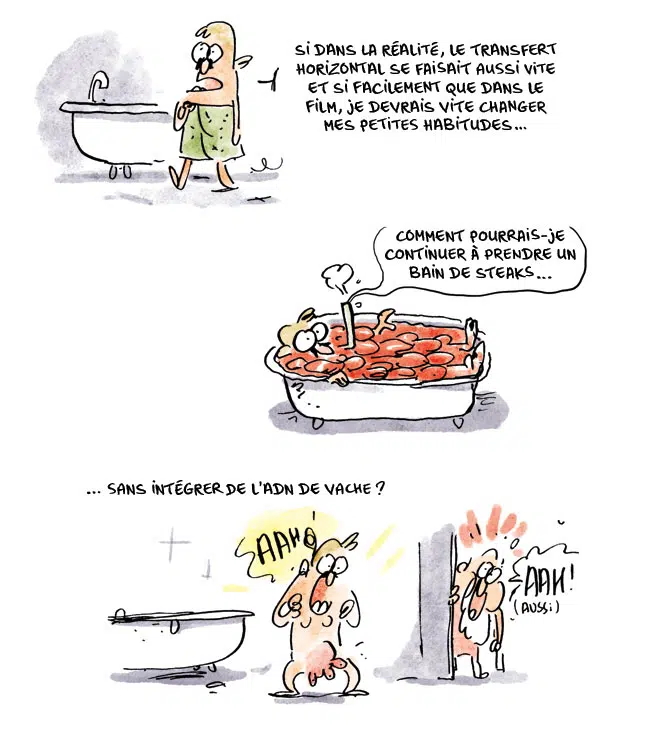 SI DANS LA RÉALITÉ, LE TRANSFERT
HORIZONTAL SE FAISAIT AUSSI VITE
ET SI FACILEMENT QUE DANS LE
FILM, JE DEVRAIS VITE CHANGER
MES PETITES HABITUDES...
COMMENT POURRAIS-JE
CONTINUER À PRENDRE UN
BAIN DE STEAKS...
... SANS INTÉGRER DE L'ADN DE VACHE ?
AAH
AAH!
(AUSSI)